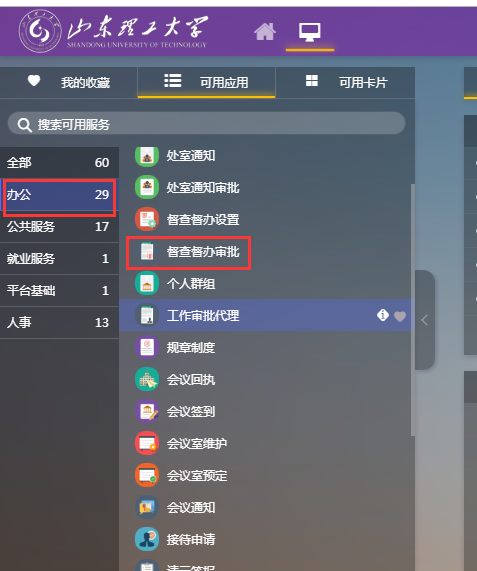 山东理工大学
SHANDONG UNIVERSITY OF TECHNOLOGY
我的收藏
可用应用
可用卡片
搜索可用服务
全部 60
办公 29
公共服务 17
就业服务 1
平台基础 1
人事 13
处室通知
处室通知审批
督查督办设置
督查督办审批
个人群组
工作审批代理
规章制度
会议回执
会议签到
会议室维护
会议室预定
会议通知
接待申请